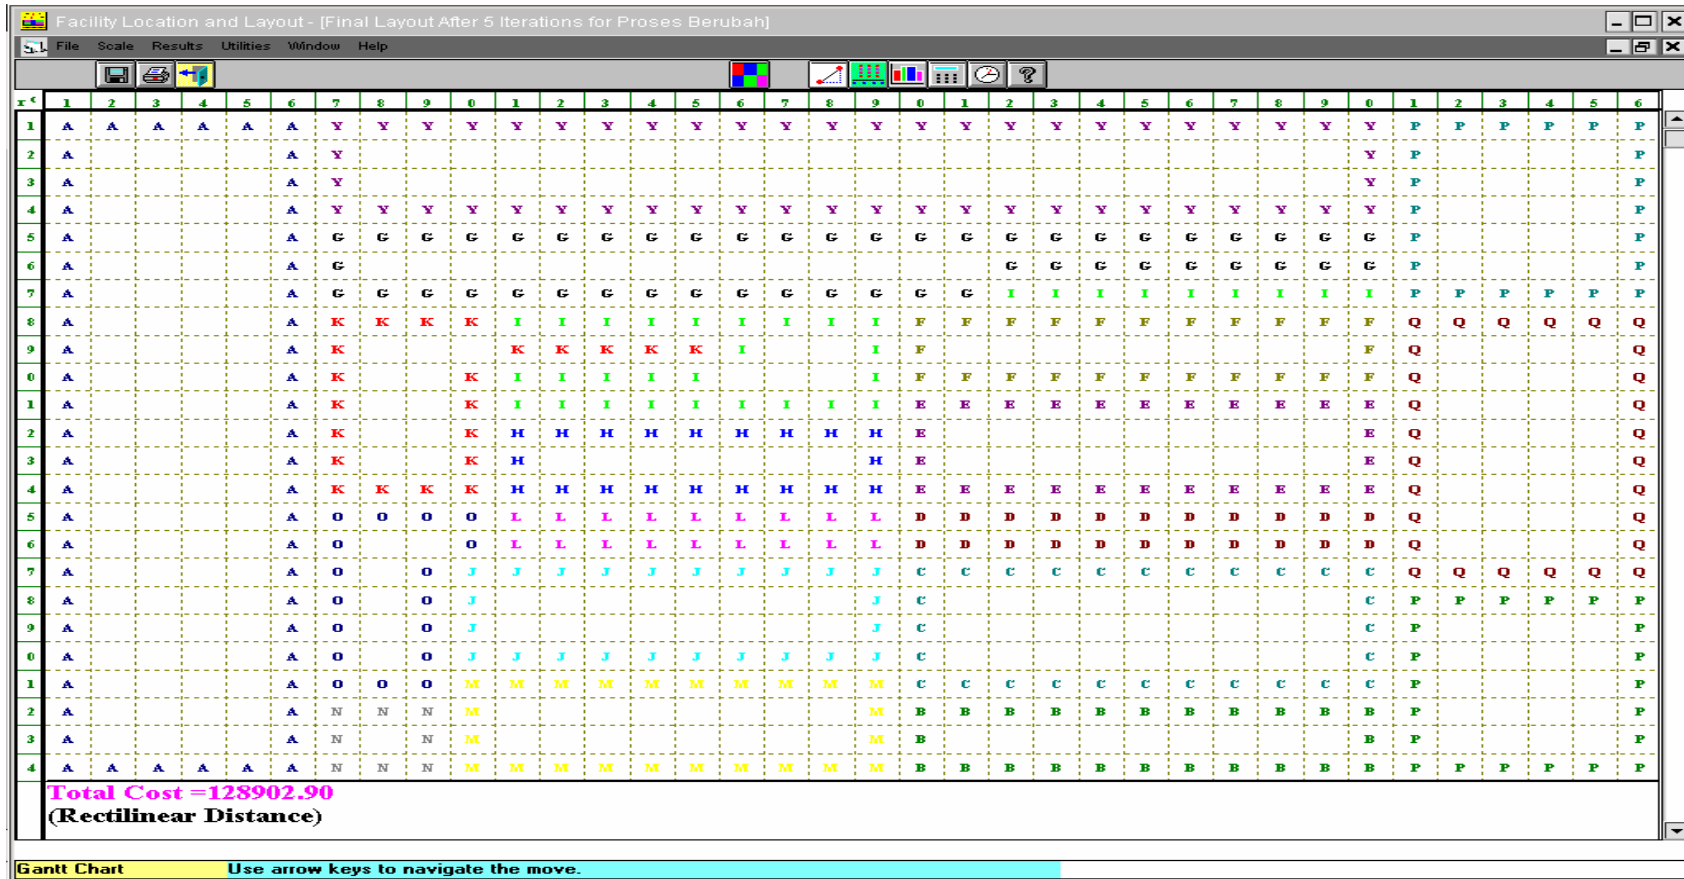 Facility Location and Layout - [Final Layout After 5 Iterations for Proses Berubah]
File Scale Results Utilities Window Help
r c 1 2 3 4 5 6 7 8 9 0 1 2 3 4 5 6 7 8 9 0 1 2 3 4 5 6 7 8 9 0 1 2 3 4 5 6
1 A A A A A A Y Y Y Y Y Y Y Y Y Y Y Y Y Y Y Y Y Y Y Y Y Y Y Y P P P P P P
2 A A Y Y P P
3 A A Y Y P P
4 A A Y Y Y Y Y Y Y Y Y Y Y Y Y Y Y Y Y Y Y Y Y Y Y Y P P
5 A A G G G G G G G G G G G G G G G G G G G G G G G G P P
6 A A G G G G G G G G G G P P
7 A A G G G G G G G G G G G G G G G I I I I I I I I I P P P P P P
8 A A K K K K I I I I I I I I I F F F F F F F F F F F Q Q Q Q Q Q
9 A A K K K K K K I I F F Q Q
0 A A K K I I I I I I F F F F F F F F F F F Q Q
1 A A K K I I I I I I I I I E E E E E E E E E E E Q Q
2 A A K K H H H H H H H H H E E Q Q
3 A A K K H H E E Q Q
4 A A K K K K H H H H H H H H H E E E E E E E E E E E Q Q
5 A A O O O O L L L L L L L L L D D D D D D D D D D D Q Q
6 A A O O L L L L L L L L L D D D D D D D D D D D Q Q
7 A A O O J J J J J J J J J J C C C C C C C C C C C Q Q Q Q Q Q
8 A A O O J J C C P P P P P P
9 A A O O J J C C P P
0 A A O O J J J J J J J J J J C C P P
1 A A O O O M M M M M M M M M M C C C C C C C C C C C P P
2 A A N N N M M B B B B B B B B B B B P P
3 A A N N M M B B P P
4 A A A A A A N N N M M M M M M M M M M B B B B B B B B B B B P P P P P P
Total Cost =128902.90
(Rectilinear Distance)
Gantt Chart Use arrow keys to navigate the move.